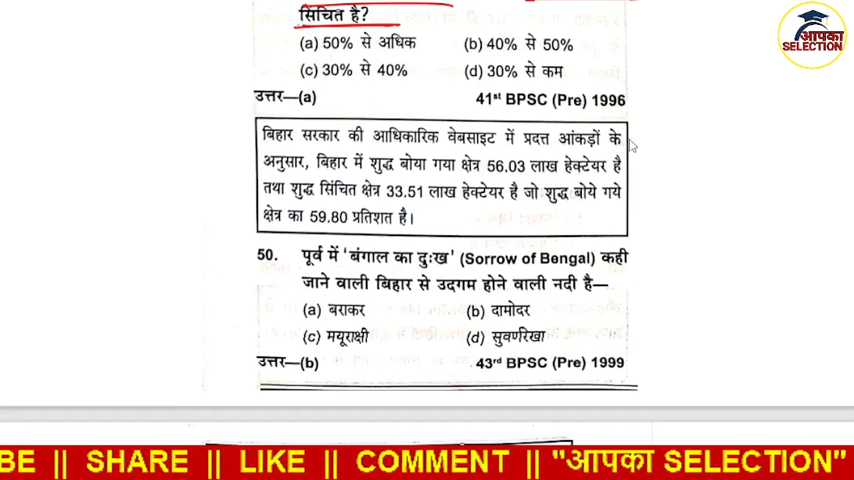 सिंचित है?
(a) 50% से अधिक (b) 40% से 50%
(c) 30% से 40% (d) 30% से कम
उत्तर—(a) 41st BPSC (Pre) 1996
बिहार सरकार की आधिकारिक वेबसाइट में प्रदत्त आंकड़ों के
अनुसार, बिहार में शुद्ध बोया गया क्षेत्र 56.03 लाख हेक्टेयर है
तथा शुद्ध सिंचित क्षेत्र 33.51 लाख हेक्टेयर है जो शुद्ध बोये गये
क्षेत्र का 59.80 प्रतिशत है।
50. पूर्व में 'बंगाल का दुःख' (Sorrow of Bengal) कही
जाने वाली बिहार से उदगम होने वाली नदी है—
(a) बराकर (b) दामोदर
(c) मयूराक्षी (d) सुवर्णरेखा
उत्तर—(b) 43rd BPSC (Pre) 1999
आपका
SELECTION
BE || SHARE || LIKE || COMMENT || "आपका SELECTION"